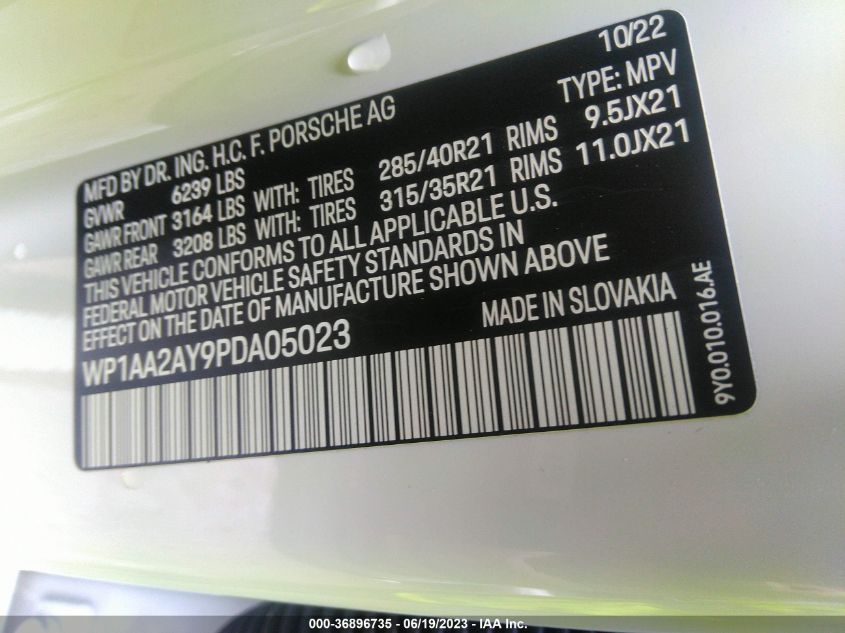 10/22
MFD BY DR. ING. H.C. F. PORSCHE AG TYPE: MPV
GVWR 6239 LBS
GAWR FRONT 3164 LBS WITH: TIRES 285/40R21 RIMS 9.5JX21
GAWR REAR 3208 LBS WITH: TIRES 315/35R21 RIMS 11.0JX21
THIS VEHICLE CONFORMS TO ALL APPLICABLE U.S.
FEDERAL MOTOR VEHICLE SAFETY STANDARDS IN
EFFECT ON THE DATE OF MANUFACTURE SHOWN ABOVE
MADE IN SLOVAKIA
WP1AA2AY9PDA05023
9Y0.010.016.AE
000-36896735 - 06/19/2023 - IAA Inc.